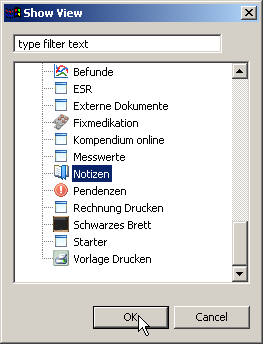 Show View
type filter text
Befunde
ESR
Externe Dokumente
Fixmedikation
Kompendium online
Messwerte
Notizen
Pendenzen
Rechnung Drucken
Schwarzes Brett
Starter
Vorlage Drucken
OK
Cancel